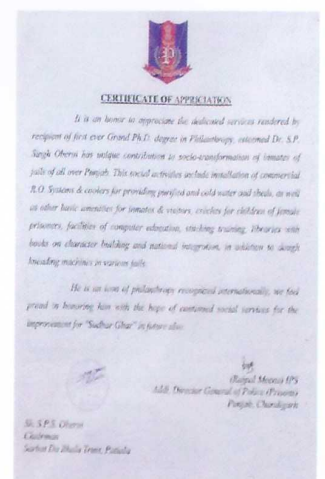 CERTIFICATE OF APPRICIATION
It is an honor to appreciate the dedicated services rendered by
recipient of first ever Grand Ph.D. degree in Philanthropy, esteemed Dr. S.P.
Singh Oberoi has unique contribution to socio-transformation of inmates of
jails of all over Punjab. This social activities include installation of commercial
R.O. Systems & coolers for providing purified and cold water and sheds, as well
as other basic amenities for inmates & visitors, crèches for children of female
prisoners, facilities of computer education, stitching training, libraries with
books on character building and national integration, in addition to dough
kneading machines in various jails.
He is an icon of philanthropy recognized internationally, we feel
proud in honoring him with the hope of continued social services for the
improvement for "Sudhar Ghar" in future also.
(Rajpal Meena) IPS
Addl. Director General of Police (Prisons)
Punjab, Chandigarh
Sh. S.P.S. Oberoi
Chairman
Sarbat Da Bhala Trust, Patiala